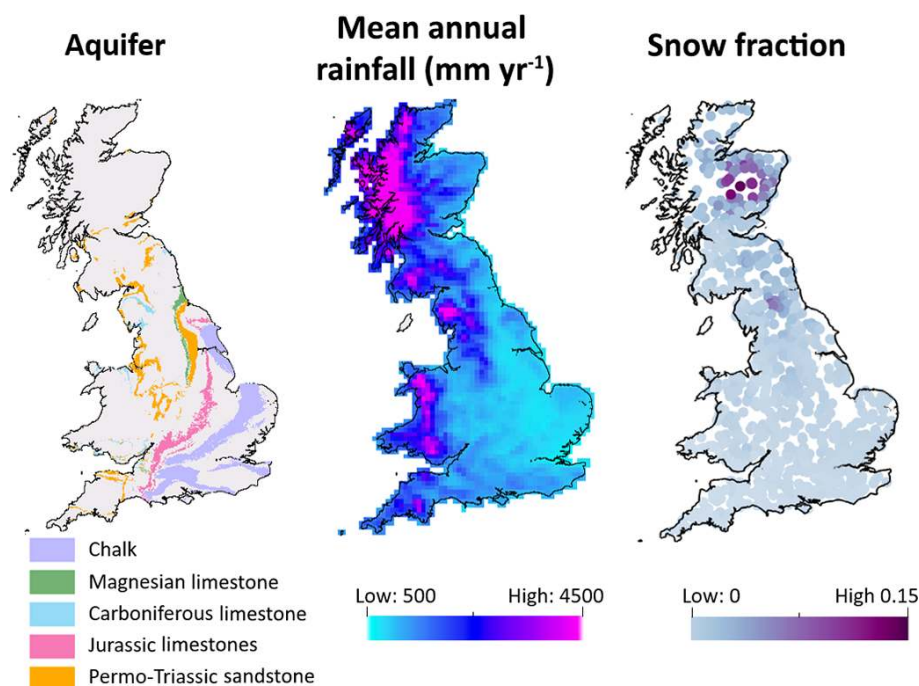 Aquifer
Mean annual
rainfall (mm yr⁻¹)
Snow fraction
Chalk
Magnesian limestone
Carboniferous limestone
Jurassic limestones
Permo-Triassic sandstone
Low: 500 High: 4500
Low: 0 High 0.15